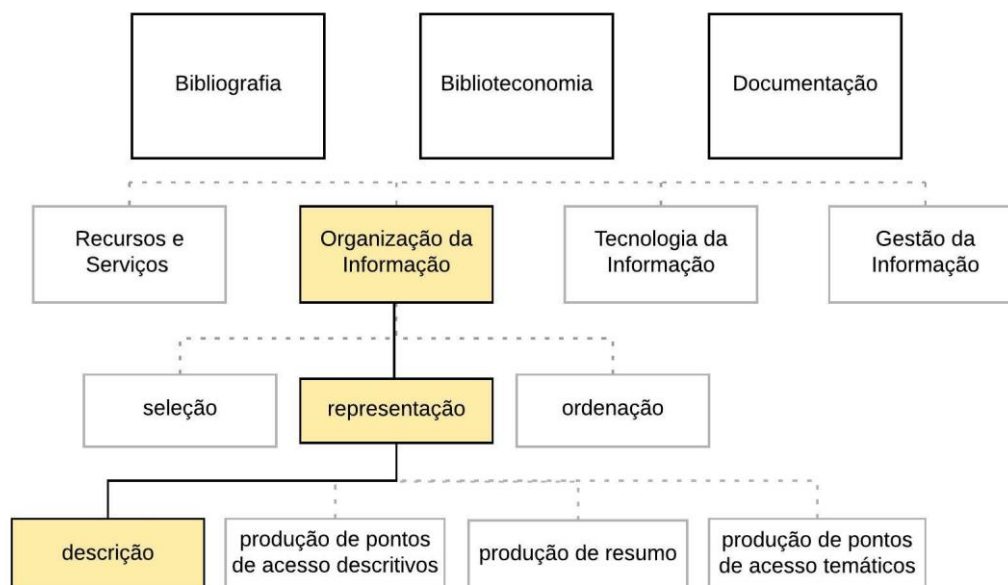 Bibliografia
Biblioteconomia
Documentação
Recursos e
Serviços
Organização da
Informação
Tecnologia da
Informação
Gestão da
Informação
seleção
representação
ordenação
descrição
produção de pontos
de acesso descritivos
produção de resumo
produção de pontos
de acesso temáticos